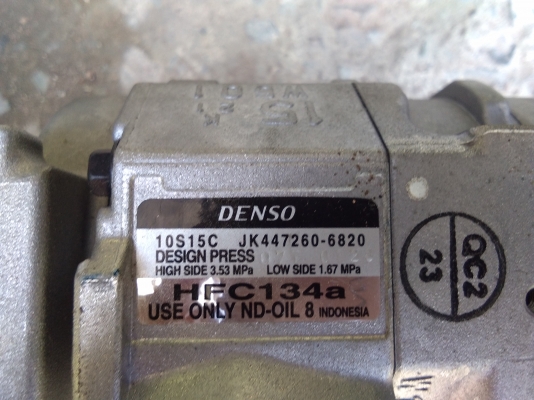 DENSO
10S15C JK447260-6820
DESIGN PRESS
HIGH SIDE 3.53 MPa LOW SIDE 1.67 MPa
HFC134a
USE ONLY ND-OIL 8 INDONESIA
QC2
23